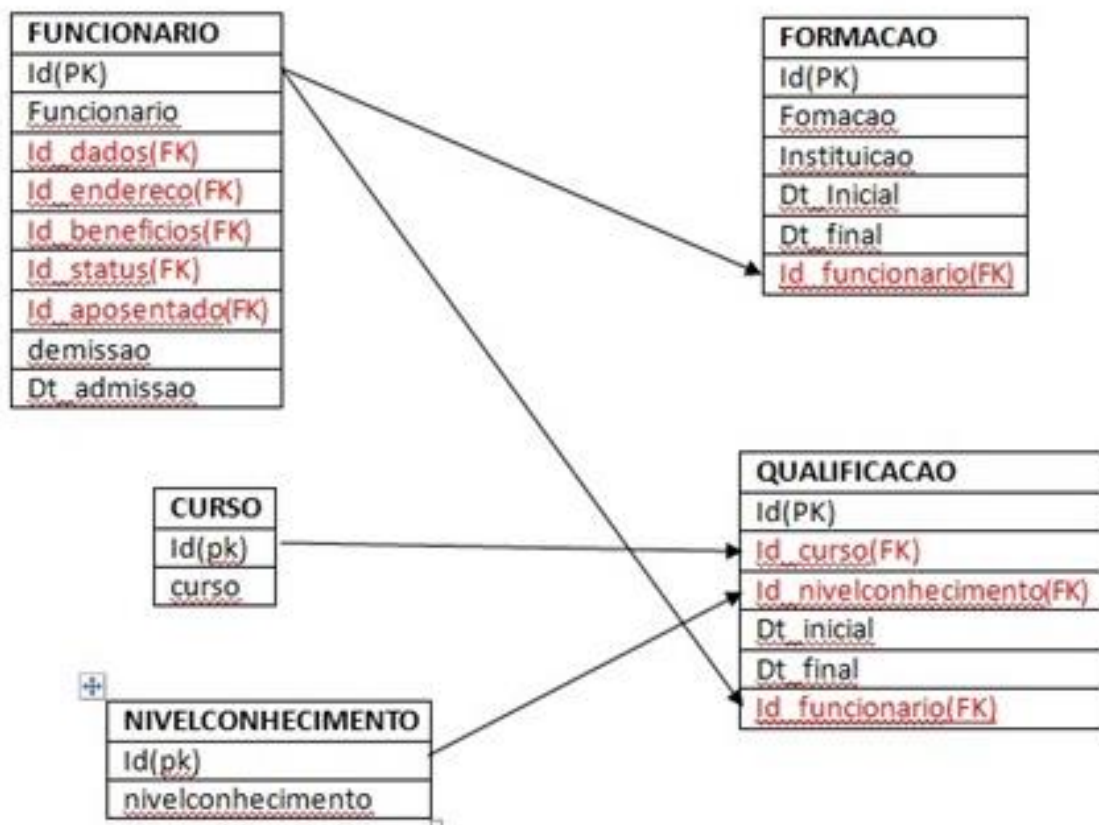 FUNCIONARIO
Id(PK)
Funcionario
Id_dados(FK)
Id_endereco(FK)
Id_beneficios(FK)
Id_status(FK)
Id_aposentado(FK)
demissao
Dt_admissao
FORMACAO
Id(PK)
Fomacao
Instituicao
Dt_Inicial
Dt_final
Id_funcionario(FK)
CURSO
Id(pk)
curso
QUALIFICACAO
Id(PK)
Id_curso(FK)
Id_nivelconhecimento(FK)
Dt_inicial
Dt_final
Id_funcionario(FK)
NIVELCONHECIMENTO
Id(pk)
nivelconhecimento